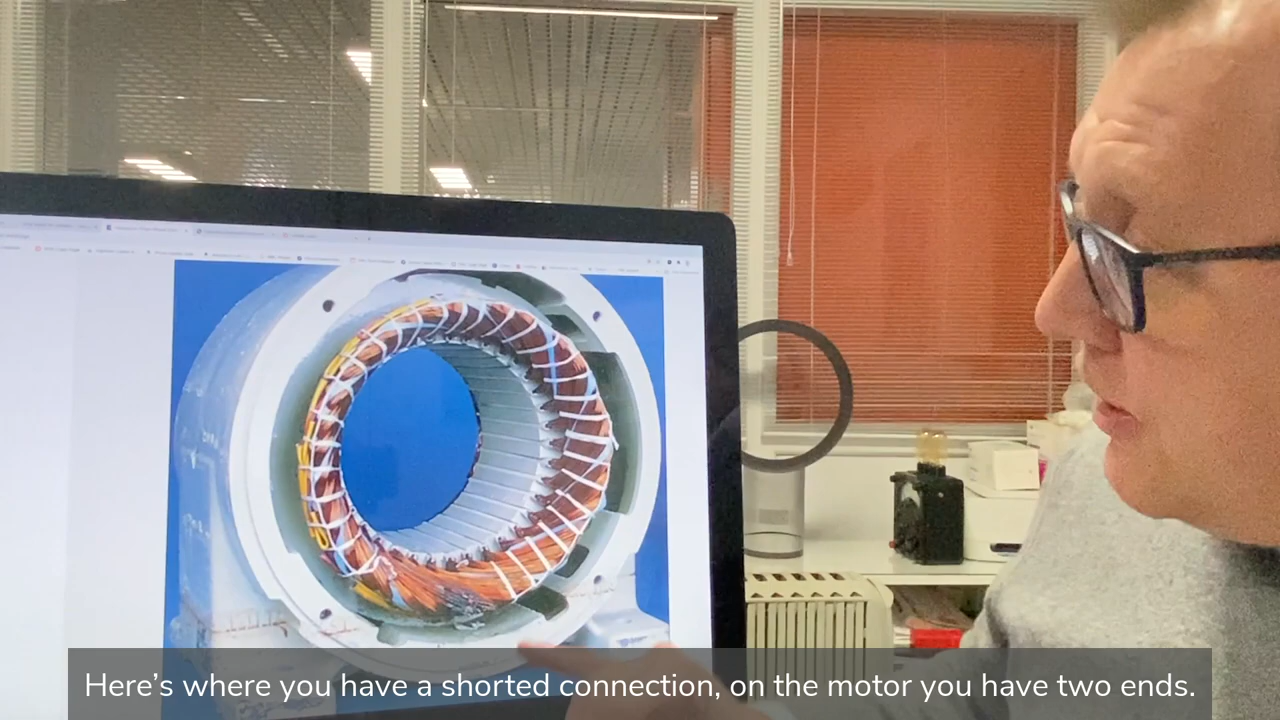 Here’s where you have a shorted connection, on the motor you have two ends.